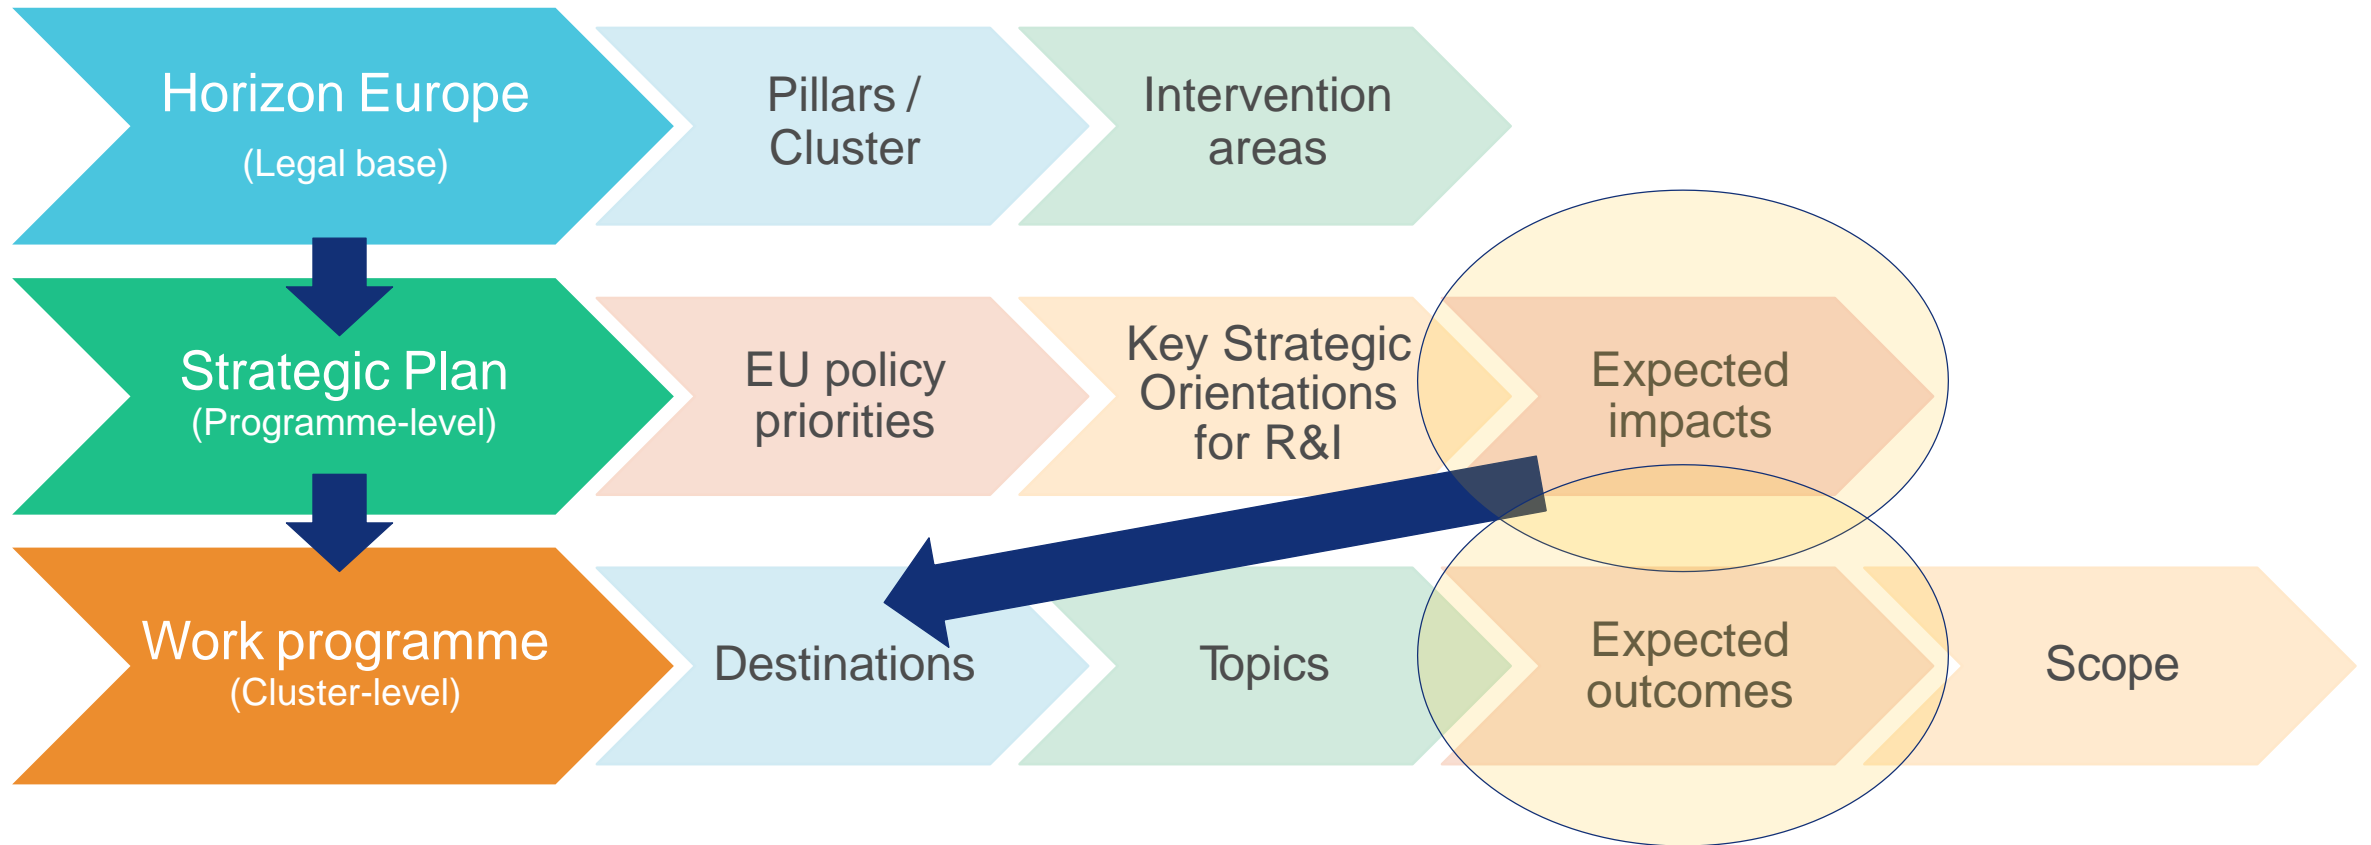 Horizon Europe
(Legal base)
Pillars /
Cluster
Intervention
areas
Strategic Plan
(Programme-level)
EU policy
priorities
Key Strategic
Orientations
for R&I
Expected
impacts
Work programme
(Cluster-level)
Destinations
Topics
Expected
outcomes
Scope